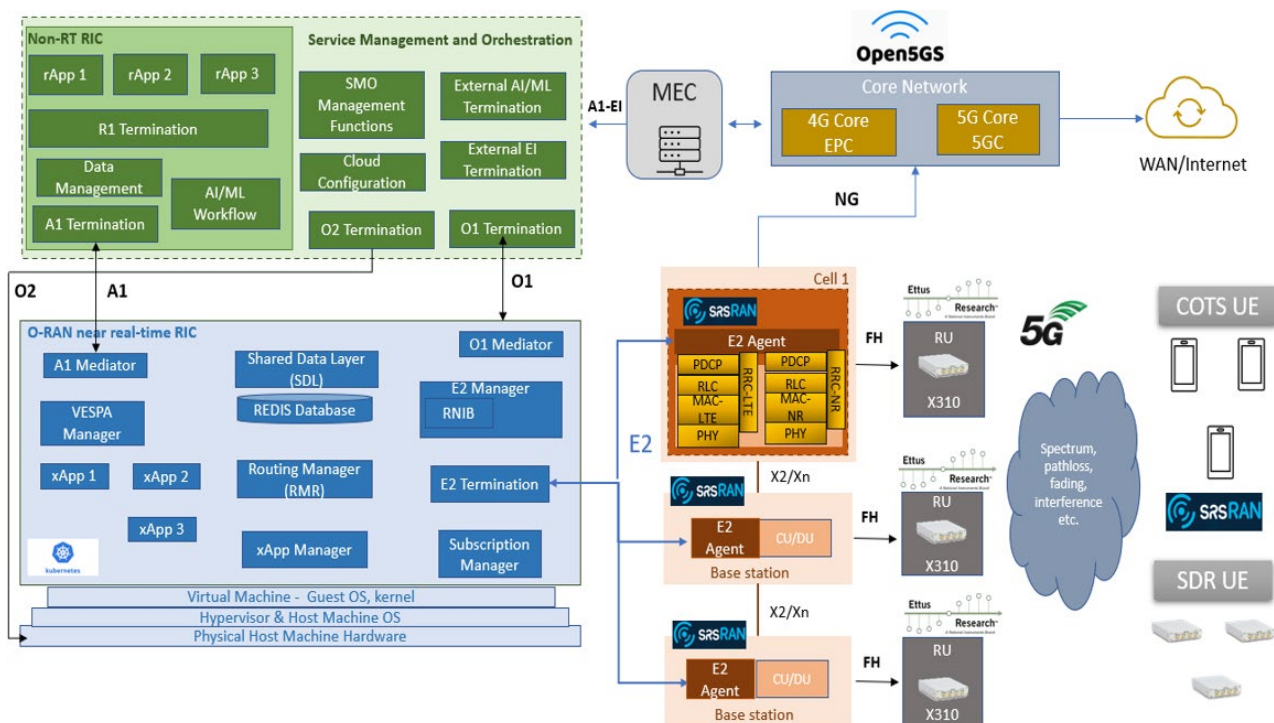 Non-RT RIC
Service Management and Orchestration
rApp 1
rApp 2
rApp 3
R1 Termination
Data
Management
AI/ML
Workflow
A1 Termination
SMO
Management
Functions
External AI/ML
Termination
Cloud
Configuration
External EI
Termination
O2 Termination
O1 Termination
A1-EI
MEC
Open5GS
Core Network
4G Core
EPC
5G Core
5GC
WAN/Internet
NG
O2
A1
O1
O-RAN near real-time RIC
A1 Mediator
Shared Data Layer
(SDL)
REDIS Database
O1 Mediator
VESPA
Manager
E2 Manager
RNIB
xApp 1
xApp 2
xApp 3
Routing Manager
(RMR)
E2 Termination
xApp Manager
Subscription
Manager
kubernetes
Virtual Machine - Guest OS, kernel
Hypervisor & Host Machine OS
Physical Host Machine Hardware
E2
Cell 1
srsRAN
E2 Agent
PDCP
RLC
MAC-
LTE
PHY
RRC-LTE
PDCP
RLC
MAC-
NR
PHY
RRC-NR
FH
Ettus
Research
RU
X310
X2/Xn
srsRAN
E2
Agent
CU/DU
Base station
FH
Ettus
Research
RU
X310
X2/Xn
srsRAN
E2
Agent
CU/DU
Base station
FH
Ettus
Research
RU
X310
5G
Spectrum,
pathloss,
fading,
interference
etc.
COTS UE
srsRAN
SDR UE